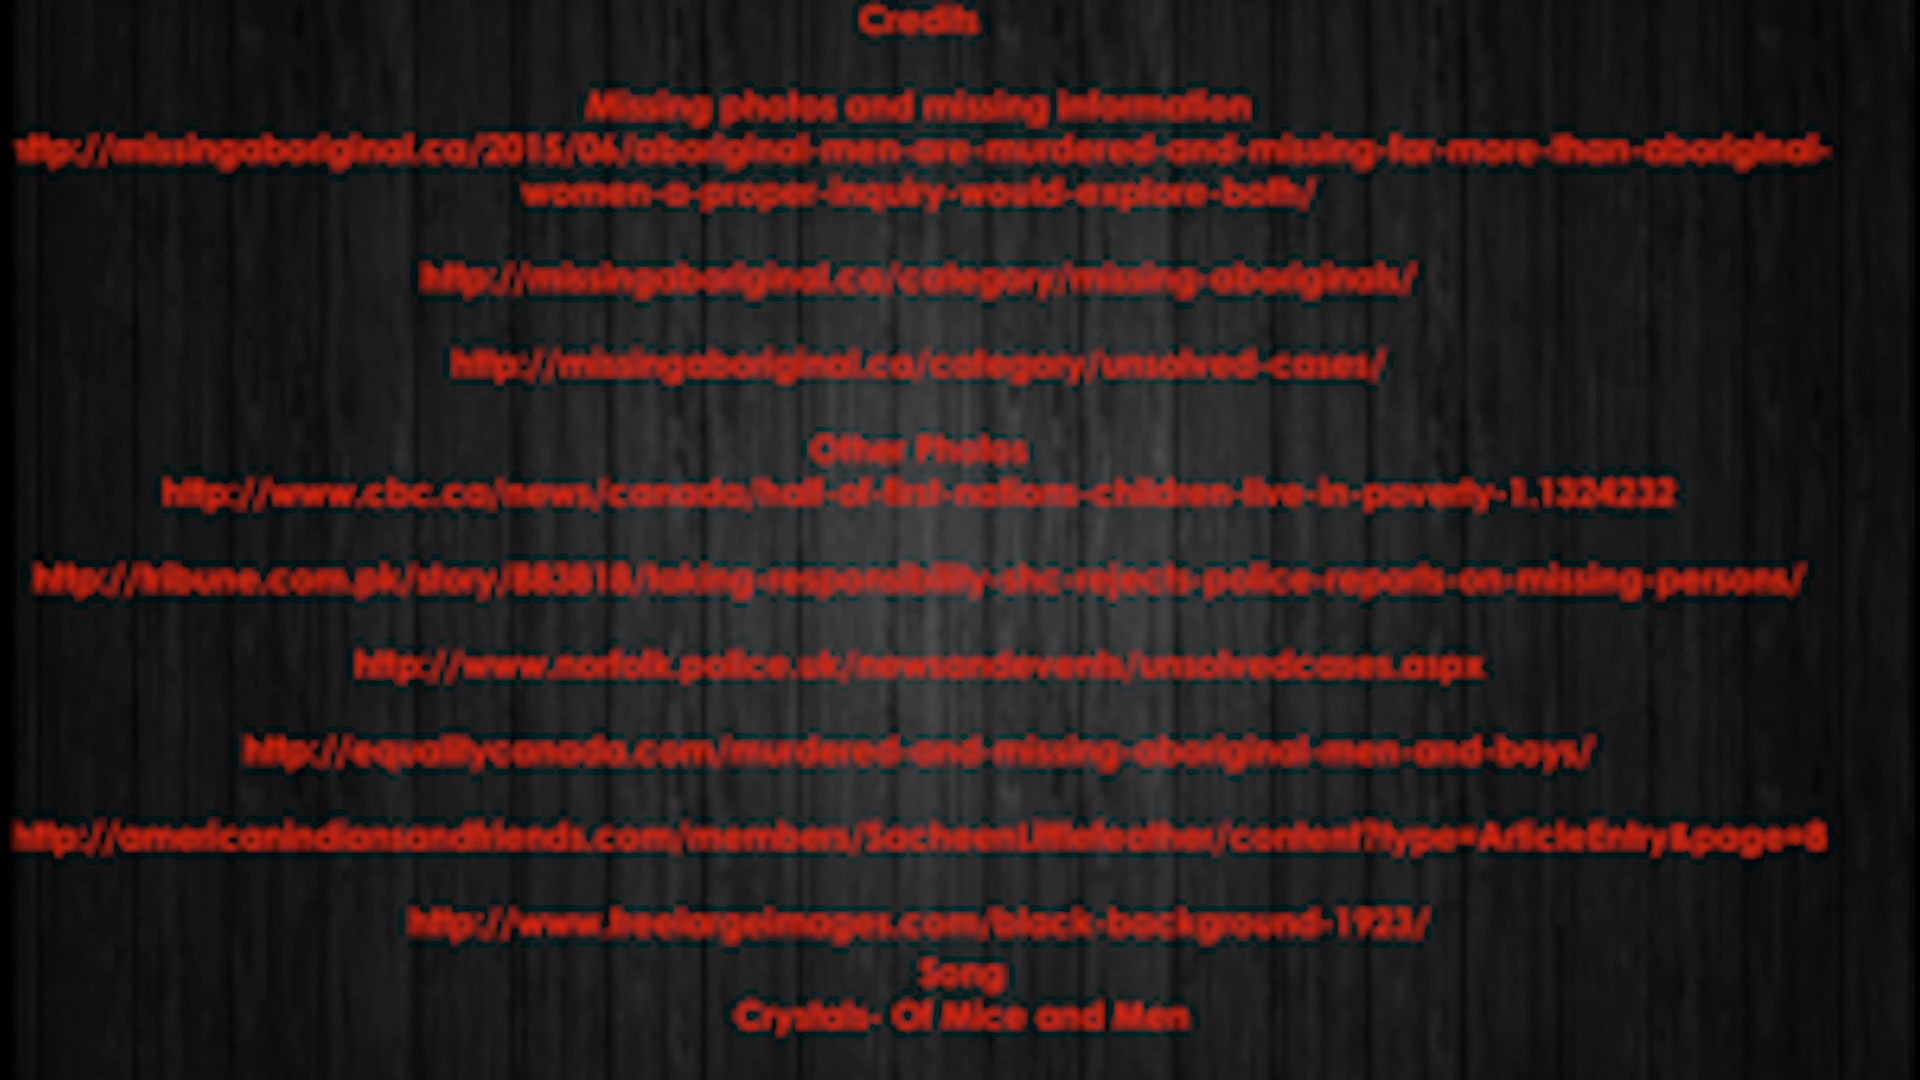 Credits
Missing photos and missing information
http://missingaboriginal.ca/2015/06/aboriginal-men-are-murdered-and-missing-far-more-than-aboriginal-
women-a-proper-inquiry-would-explore-both/
http://missingaboriginal.ca/category/missing-aboriginals/
http://missingaboriginal.ca/category/unsolved-cases/
Other Photos
http://www.cbc.ca/news/canada/half-of-first-nations-children-live-in-poverty-1.1324232
http://tribune.com.pk/story/883818/taking-responsibility-shc-rejects-police-reports-on-missing-persons/
http://www.norfolk.police.uk/newsandevents/unsolvedcases.aspx
http://equalitycanada.com/murdered-and-missing-aboriginal-men-and-boys/
http://americanindiansandfriends.com/members/SacheenLittlefeather/content?type=ArticleEntry&page=8
http://www.freelargeimages.com/black-background-1923/
Song
Crystals- Of Mice and Men